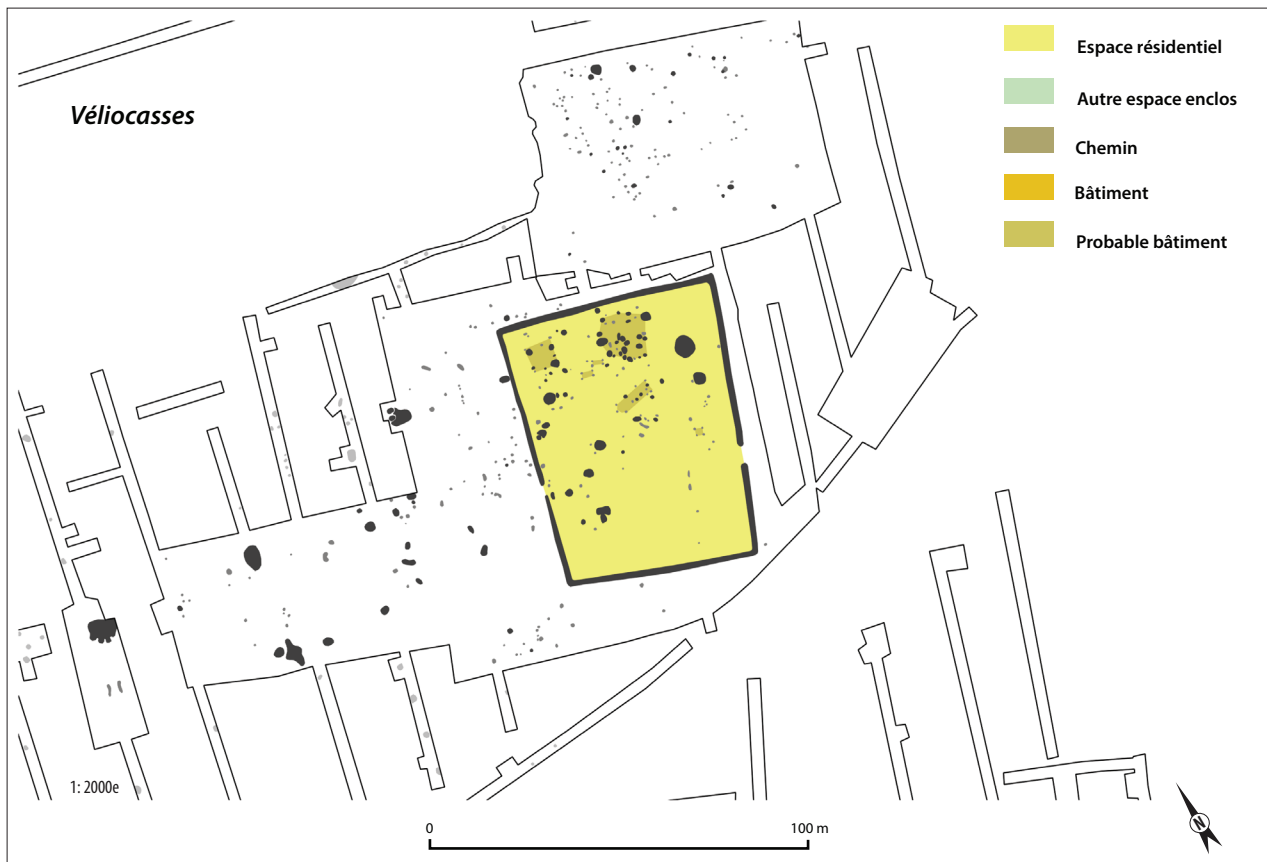 Véliocasses
Espace résidentiel
Autre espace enclos
Chemin
Bâtiment
Probable bâtiment
1: 2000e
0
100 m
N